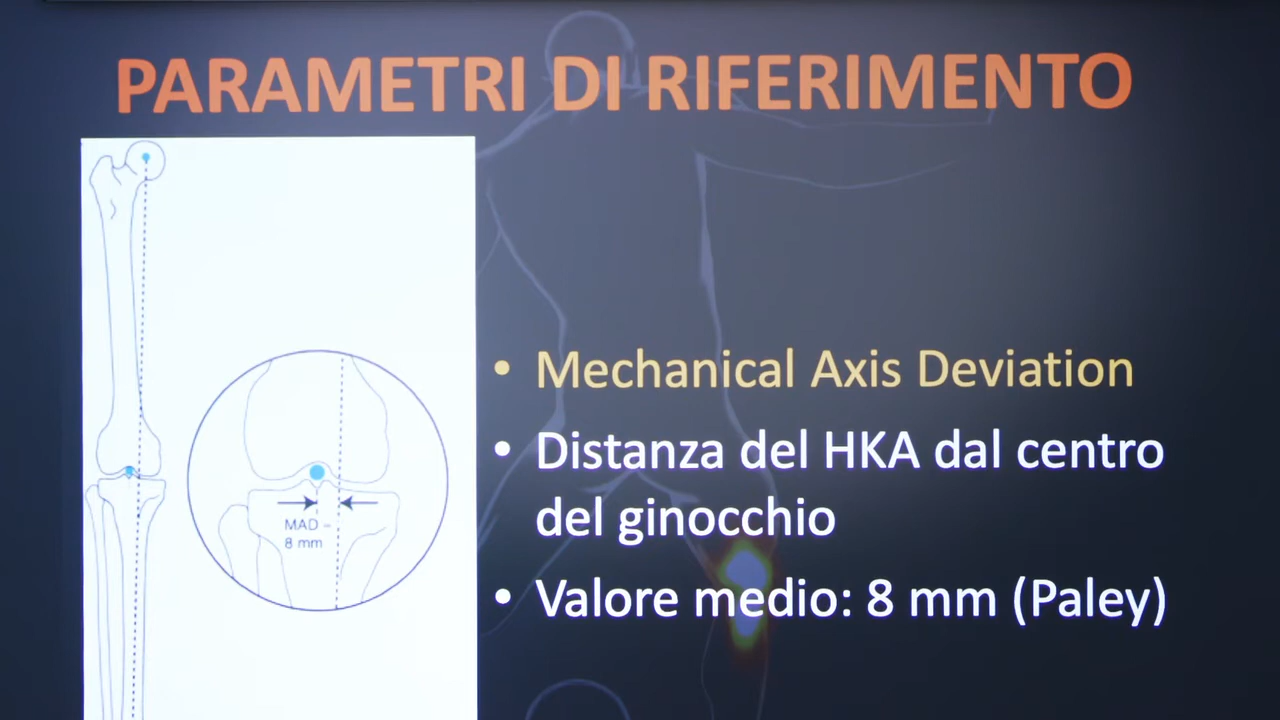 PARAMETRI DI RIFERIMENTO
MAD –
8 mm
• Mechanical Axis Deviation
• Distanza del HKA dal centro
del ginocchio
• Valore medio: 8 mm (Paley)